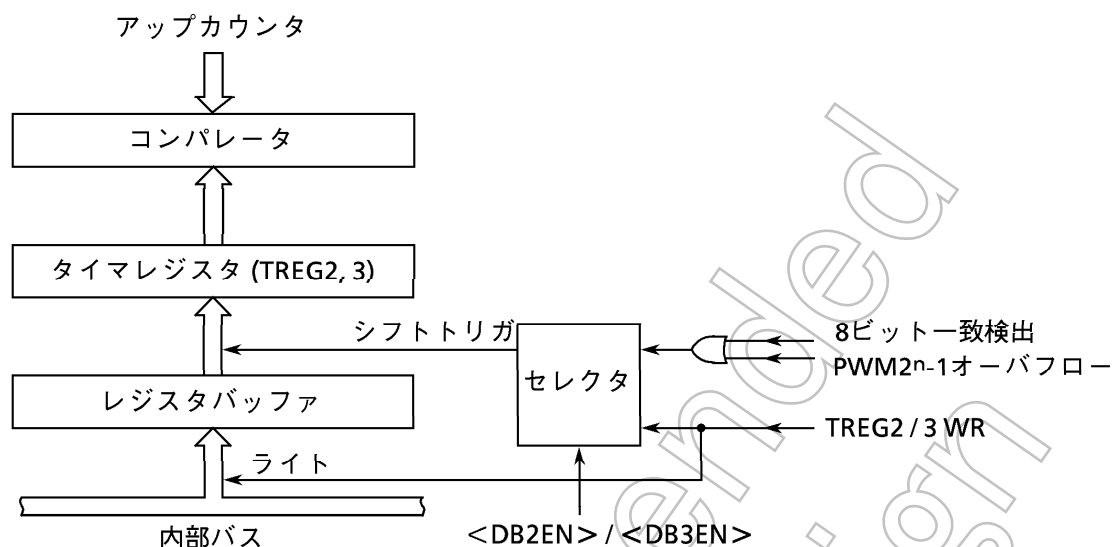 アップカウンタ
コンパレータ
タイマレジスタ (TREG2, 3)
シフトトリガ
8ビット一致検出
PWM2ⁿ-1オーバフロー
セレクタ
レジスタバッファ
TREG2 / 3 WR
ライト
内部バス
<DB2EN> / <DB3EN>
ended
sign